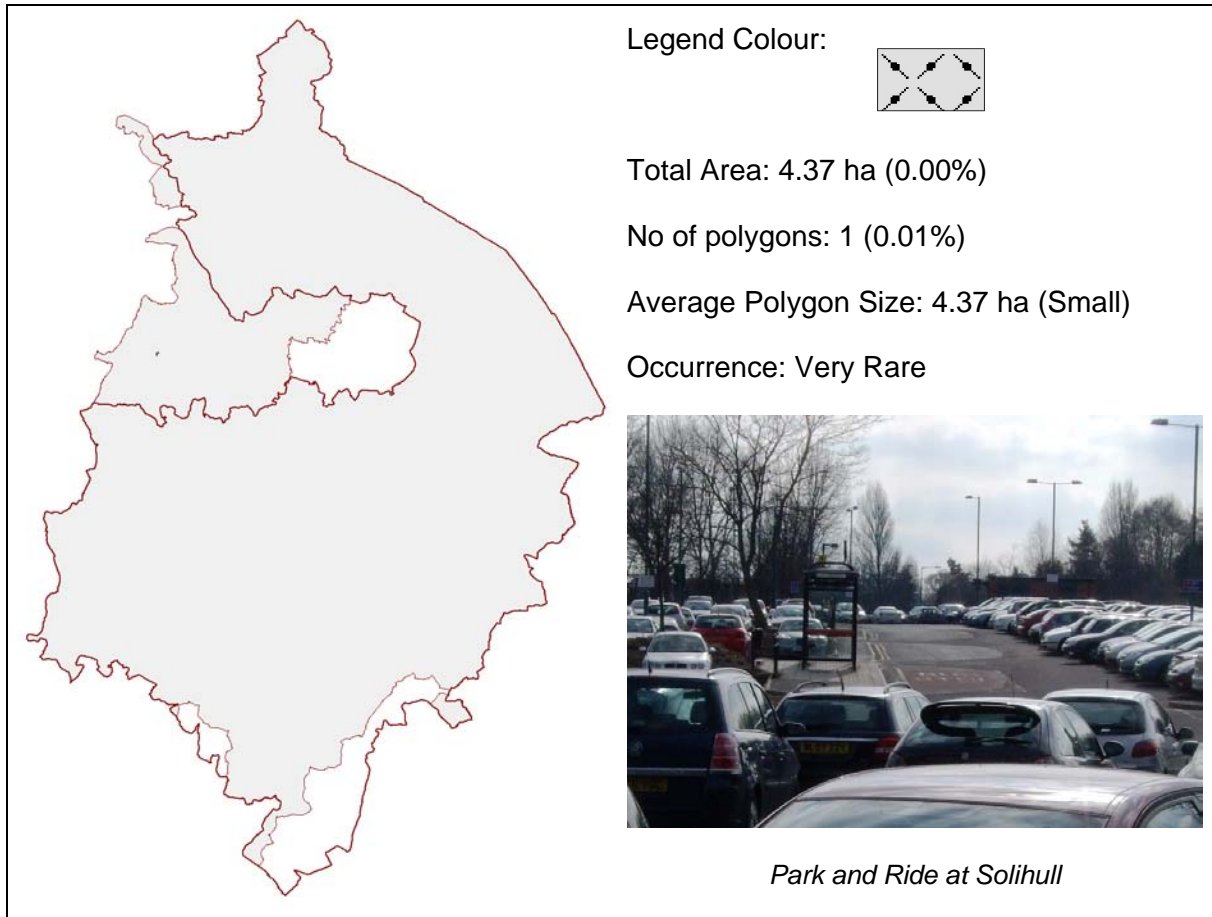 Legend Colour:
Total Area: 4.37 ha (0.00%)
No of polygons: 1 (0.01%)
Average Polygon Size: 4.37 ha (Small)
Occurrence: Very Rare
Park and Ride at Solihull